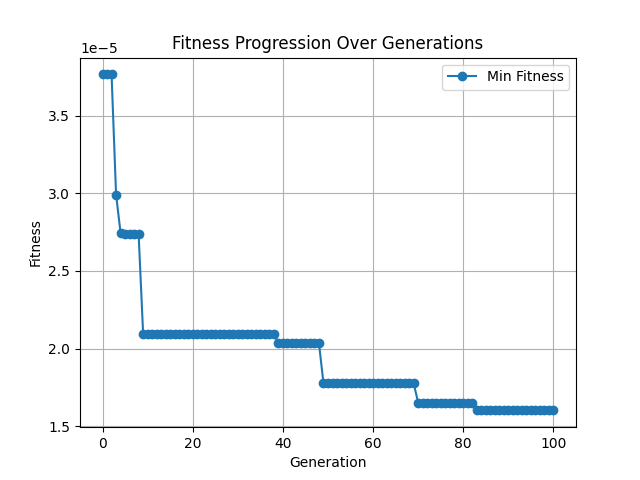 Fitness Progression Over Generations
1e−5
Min Fitness
3.5
3.0
2.5
2.0
1.5
Fitness
0 20 40 60 80 100
Generation